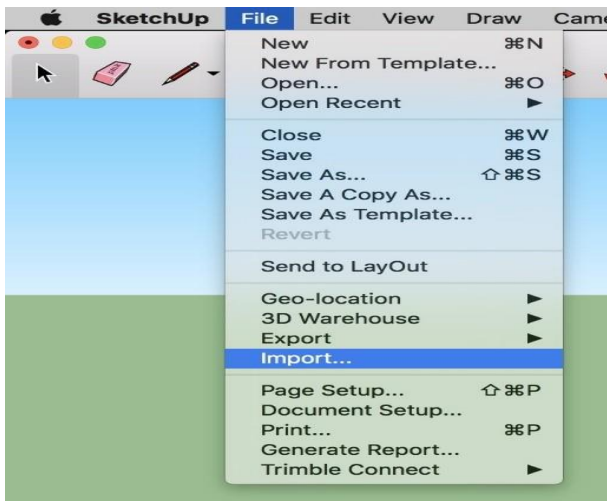 SketchUp File Edit View Draw Came
New ⌘N
New From Template...
Open... ⌘O
Open Recent ▶
Close ⌘W
Save ⌘S
Save As... ⇧⌘S
Save A Copy As...
Save As Template...
Revert
Send to LayOut
Geo-location ▶
3D Warehouse ▶
Export ▶
Import...
Page Setup... ⇧⌘P
Document Setup...
Print... ⌘P
Generate Report...
Trimble Connect ▶